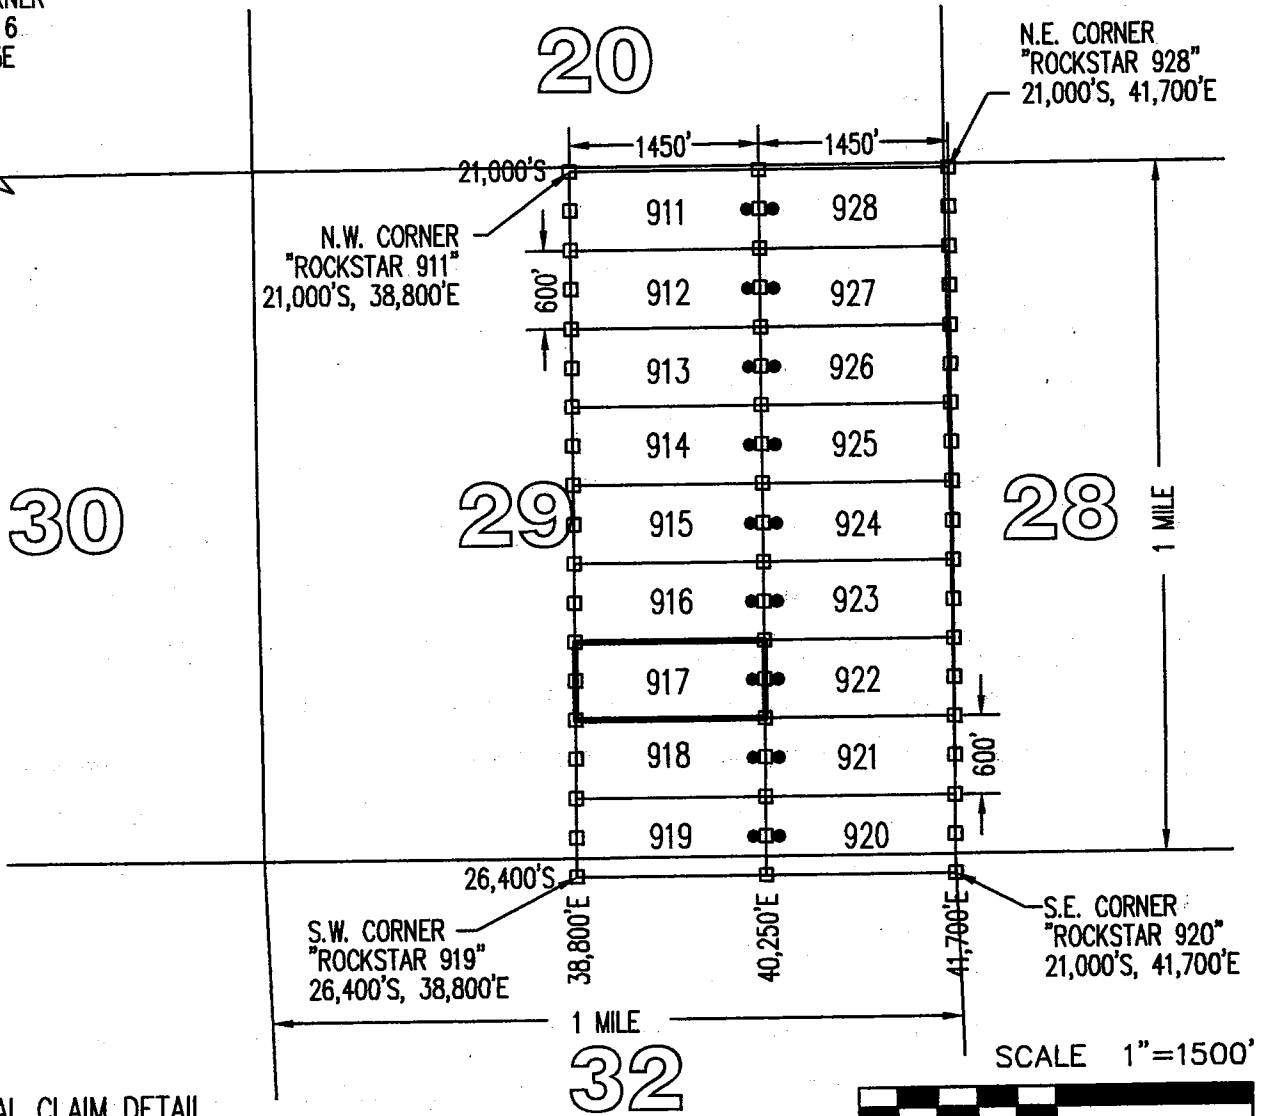 6
20
N.E. CORNER
"ROCKSTAR 928"
21,000'S, 41,700'E
1450'
1450'
21,000'S
N.W. CORNER
"ROCKSTAR 911"
21,000'S, 38,800'E
600'
911
928
912
927
913
926
914
925
915
924
916
923
917
922
918
921
919
920
30
29
28
1 MILE
600'
26,400'S
S.W. CORNER
"ROCKSTAR 919"
26,400'S, 38,800'E
38,800'E
40,250'E
41,700'E
S.E. CORNER
"ROCKSTAR 920"
21,000'S, 41,700'E
1 MILE
32
SCALE 1"=1500'
CLAIM DETAIL